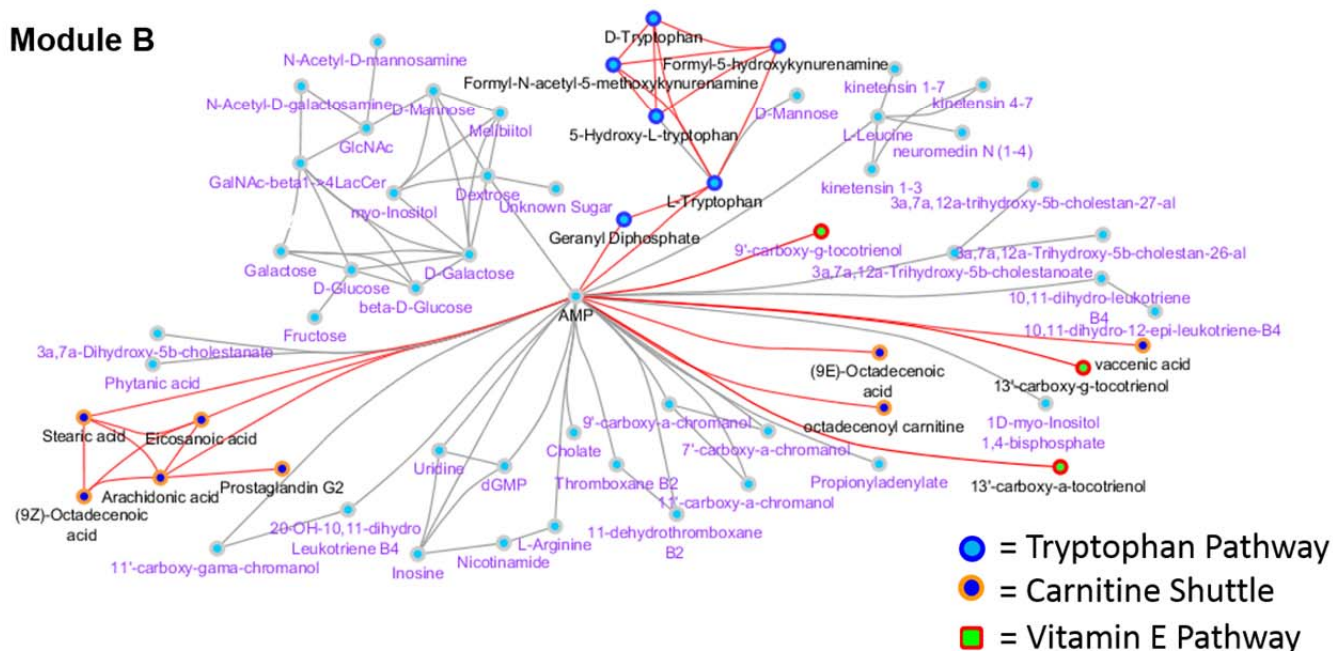 Module B
D-Tryptophan
N-Acetyl-D-mannosamine
Formyl-5-hydroxykynurenamine
Formyl-N-acetyl-5-methoxykynurenamine
kinetensin 1-7
N-Acetyl-D-galactosamine
D-Mannose
kinetensin 4-7
D-Mannose
Melibiitol
5-Hydroxy-L-tryptophan
L-Leucine
GlcNAc
neuromedin N (1-4)
GalNAc-beta1->4LacCer
Dextrose
kinetensin 1-3
myo-Inositol
Unknown Sugar
L-Tryptophan
3a,7a,12a-trihydroxy-5b-cholestan-27-al
Geranyl Diphosphate
9'-carboxy-g-tocotrienol
3a,7a,12a-Trihydroxy-5b-cholestan-26-al
Galactose
D-Galactose
3a,7a,12a-Trihydroxy-5b-cholestanoate
D-Glucose
beta-D-Glucose
10,11-dihydro-leukotriene
B4
AMP
Fructose
10,11-dihydro-12-epi-leukotriene-B4
3a,7a-Dihydroxy-5b-cholestanate
vaccenic acid
(9E)-Octadecenoic
acid
Phytanic acid
13'-carboxy-g-tocotrienol
9'-carboxy-a-chromanol
octadecenoyl carnitine
1D-myo-Inositol
1,4-bisphosphate
Stearic acid
Eicosanoic acid
Cholate
7'-carboxy-a-chromanol
Uridine
dGMP
Thromboxane B2
Propionyladenylate
Prostaglandin G2
Arachidonic acid
11'-carboxy-a-chromanol
13'-carboxy-a-tocotrienol
(9Z)-Octadecenoic
acid
20-OH-10,11-dihydro
Leukotriene B4
11-dehydrothromboxane
B2
L-Arginine
Nicotinamide
11'-carboxy-gama-chromanol
Inosine
= Tryptophan Pathway
= Carnitine Shuttle
= Vitamin E Pathway